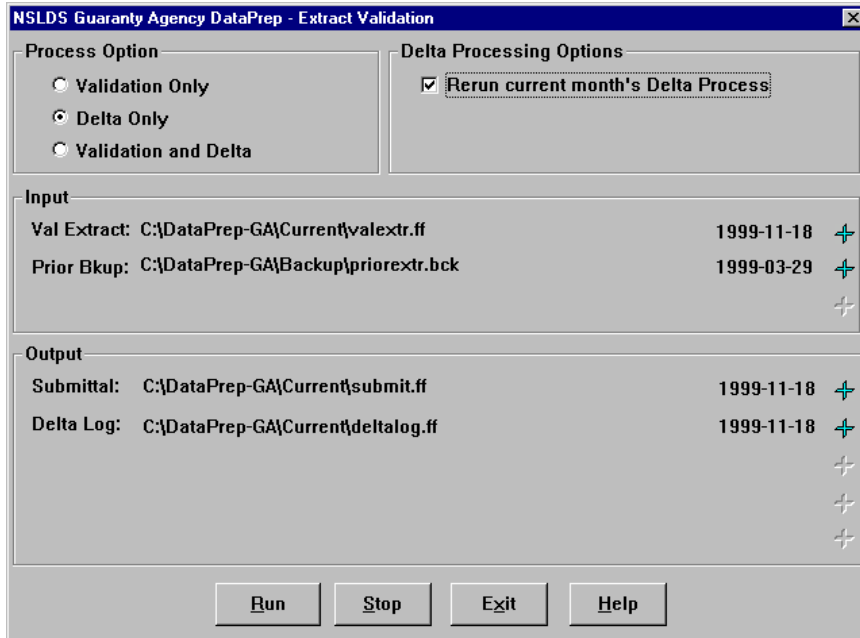 NSLDS Guaranty Agency DataPrep - Extract Validation
Process Option
Validation Only
Delta Only
Validation and Delta
Delta Processing Options
Rerun current month's Delta Process
Input
Val Extract: C:\DataPrep-GA\Current\valextr.ff 1999-11-18
Prior Bkup: C:\DataPrep-GA\Backup\priorextr.bck 1999-03-29
Output
Submittal: C:\DataPrep-GA\Current\submit.ff 1999-11-18
Delta Log: C:\DataPrep-GA\Current\deltalog.ff 1999-11-18
Run Stop Exit Help